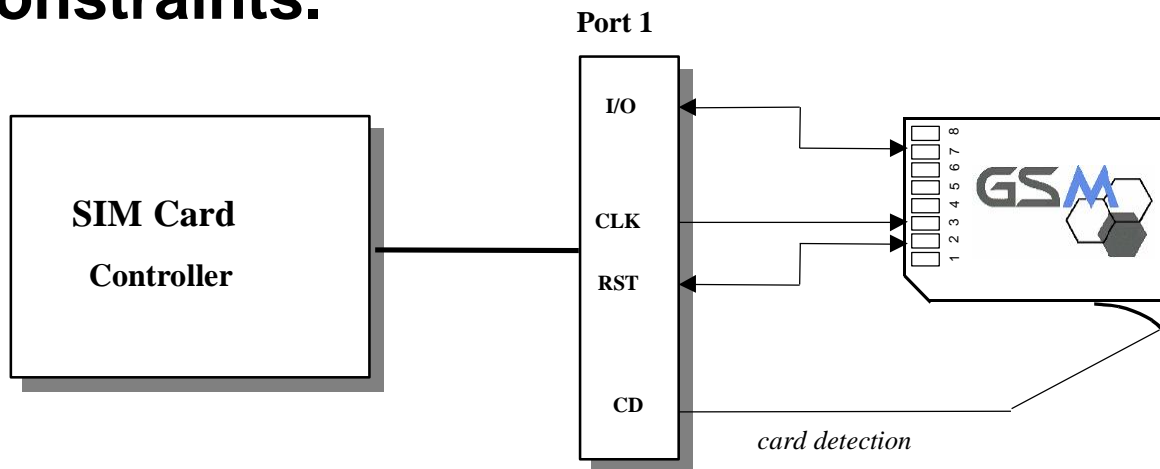 onstraints.
Port 1
I/O
CLK
RST
CD
SIM Card
Controller
8
7
6
5
4
3
2
1
GSM
card detection